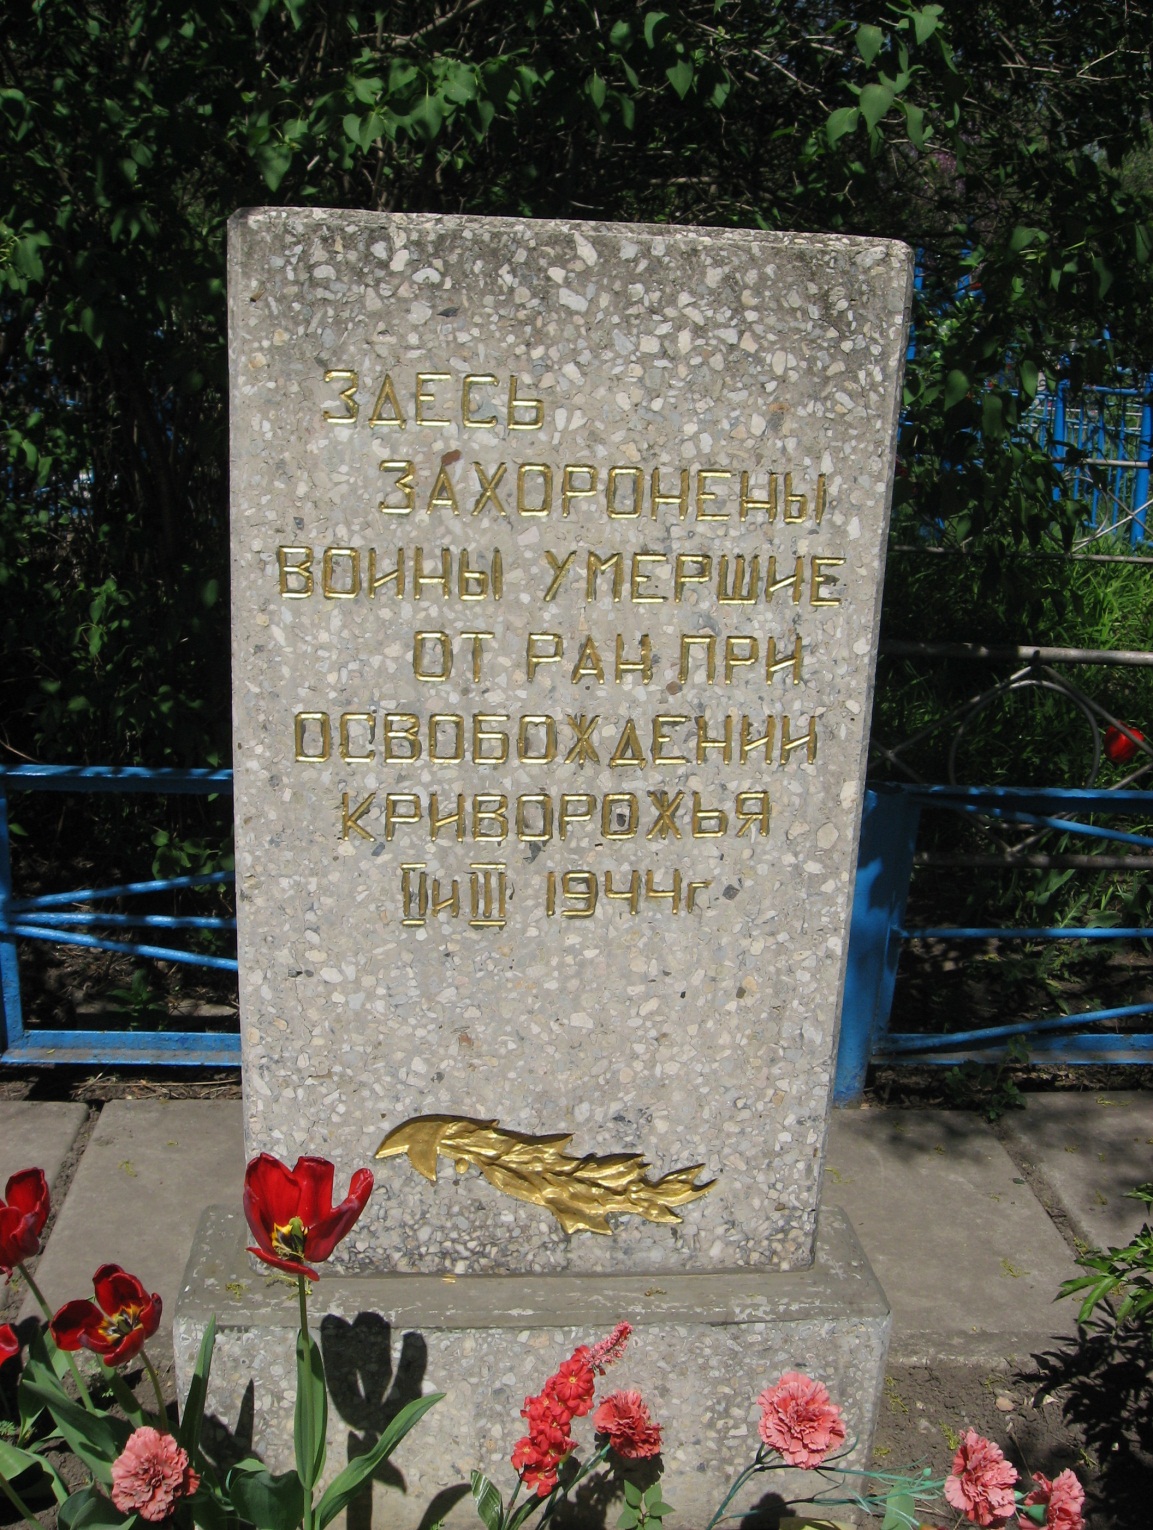 ЗДЕСЬ
ЗАХОРОНЕНЫ
ВОИНЫ УМЕРШИЕ
ОТ РАН ПРИ
ОСВОБОЖДЕНИИ
КРИВОРОЖЬЯ
II и III 1944г.